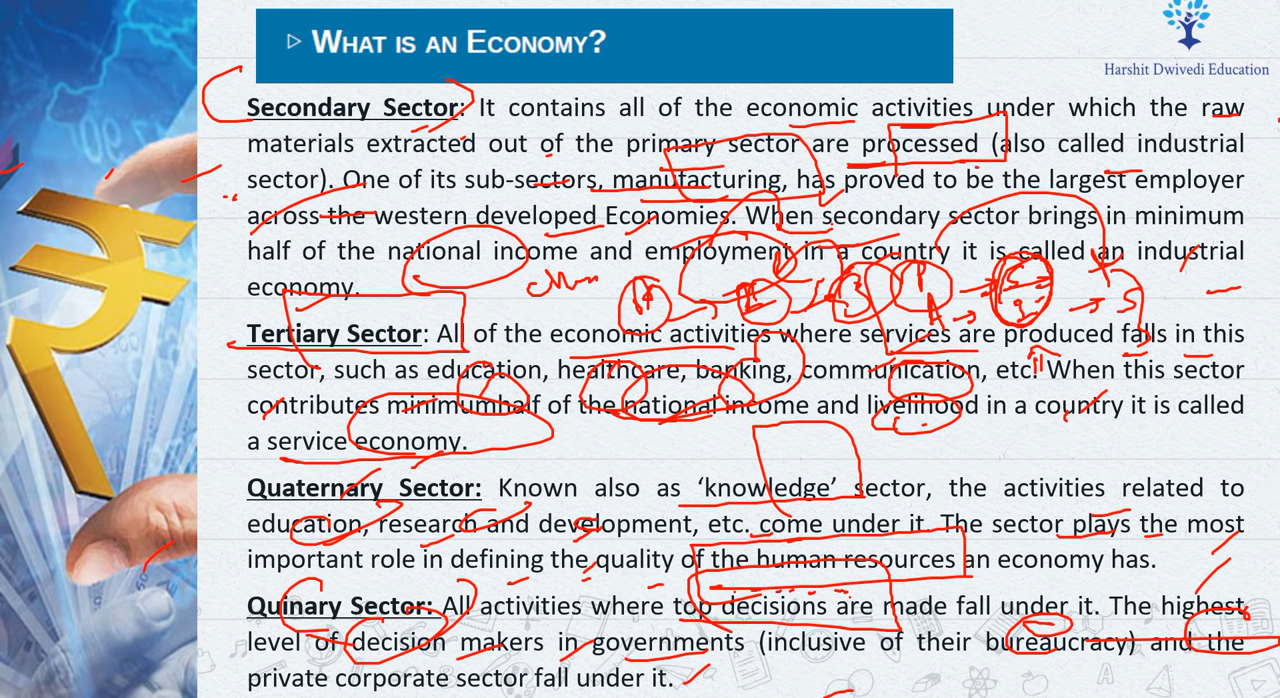 ▷ WHAT IS AN ECONOMY?
Harshit Dwivedi Education
Secondary Sector: It contains all of the economic activities under which the raw
materials extracted out of the primary sector are processed (also called industrial
sector). One of its sub-sectors, manufacturing, has proved to be the largest employer
across the western developed Economies. When secondary sector brings in minimum
half of the national income and employment in a country it is called an industrial
economy.
Tertiary Sector: All of the economic activities where services are produced falls in this
sector, such as education, healthcare, banking, communication, etc. When this sector
contributes minimumhalf of the national income and livelihood in a country it is called
a service economy.
Quaternary Sector: Known also as ‘knowledge’ sector, the activities related to
education, research and development, etc. come under it. The sector plays the most
important role in defining the quality of the human resources an economy has.
Quinary Sector: All activities where top decisions are made fall under it. The highest
level of decision makers in governments (inclusive of their bureaucracy) and the
private corporate sector fall under it.